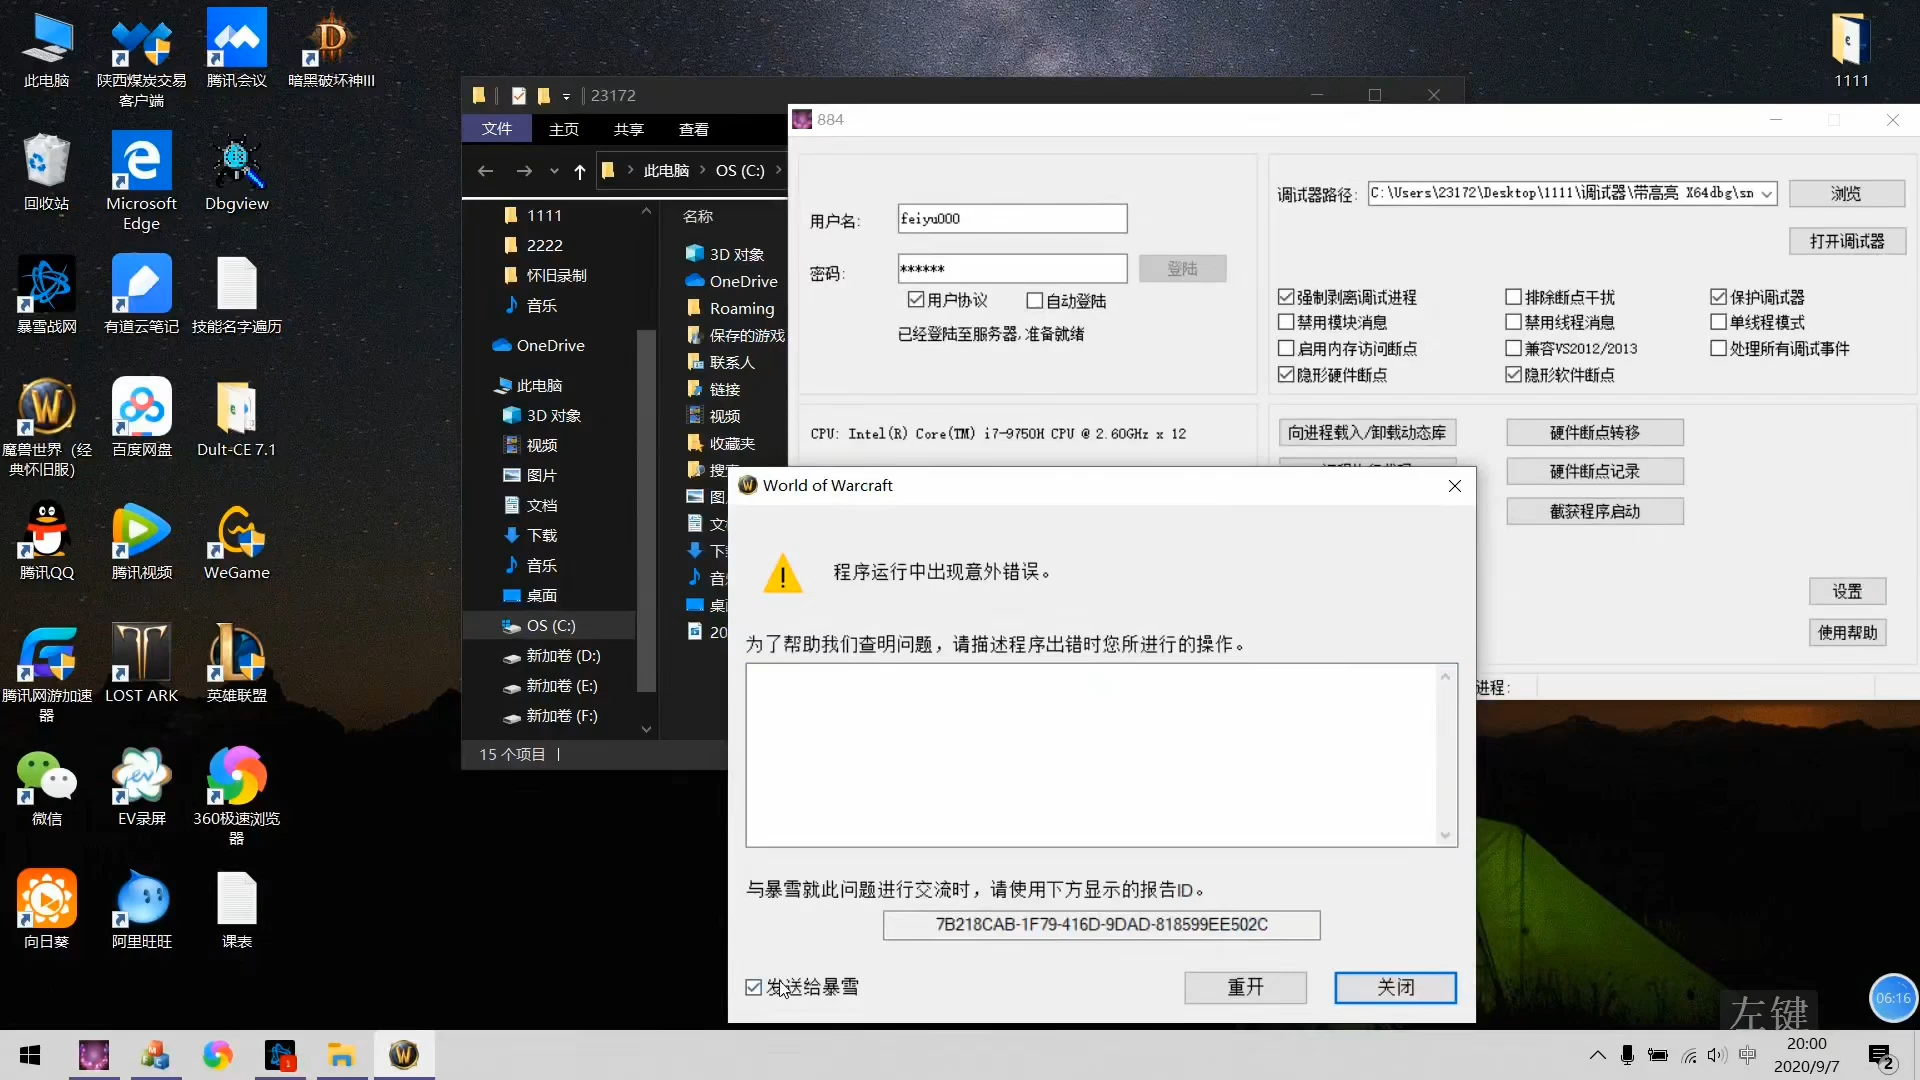 此电脑
陕西煤炭交易
客户端
腾讯会议
暗黑破坏神III
回收站
Microsoft
Edge
Dbgview
暴雪战网
有道云笔记
技能名字遍历
魔兽世界（经
典怀旧服）
百度网盘
Dult-CE 7.1
腾讯QQ
腾讯视频
WeGame
腾讯网游加速
器
LOST ARK
英雄联盟
微信
EV录屏
360极速浏览
器
向日葵
阿里旺旺
课表
1111
23172
文件
主页
共享
查看
此电脑
OS (C:)
1111
2222
怀旧录制
音乐
OneDrive
此电脑
3D 对象
视频
图片
文档
下载
音乐
桌面
OS (C:)
新加卷 (D:)
新加卷 (E:)
新加卷 (F:)
15 个项目
名称
3D 对象
OneDrive
Roaming
保存的游戏
联系人
链接
视频
收藏夹
20
884
用户名:
feiyu000
密码:
******
登陆
用户协议
自动登陆
已经登陆至服务器,准备就绪
CPU: Intel(R) Core(TM) i7-9750H CPU @ 2.60GHz x 12
调试器路径:
C:\Users\23172\Desktop\1111\调试器\带高亮 X64dbg\sn
浏览
打开调试器
强制剥离调试进程
排除断点干扰
保护调试器
禁用模块消息
禁用线程消息
单线程模式
启用内存访问断点
兼容VS2012/2013
处理所有调试事件
隐形硬件断点
隐形软件断点
向进程载入/卸载动态库
硬件断点转移
硬件断点记录
截获程序启动
设置
使用帮助
进程:
World of Warcraft
程序运行中出现意外错误。
为了帮助我们查明问题，请描述程序出错时您所进行的操作。
与暴雪就此问题进行交流时，请使用下方显示的报告ID。
7B218CAB-1F79-416D-9DAD-818599EE502C
发送给暴雪
重开
关闭
06:16
左键
1
中
20:00
2020/9/7
2